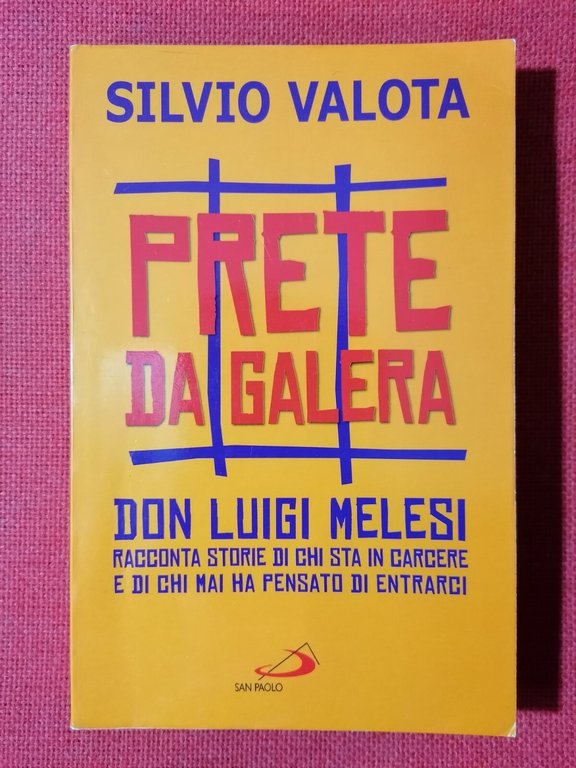 SILVIO VALOTA
PRETE
DA GALERA
DON LUIGI MELESI
RACCONTA STORIE DI CHI STA IN CARCERE
E DI CHI MAI HA PENSATO DI ENTRARCI
SAN PAOLO